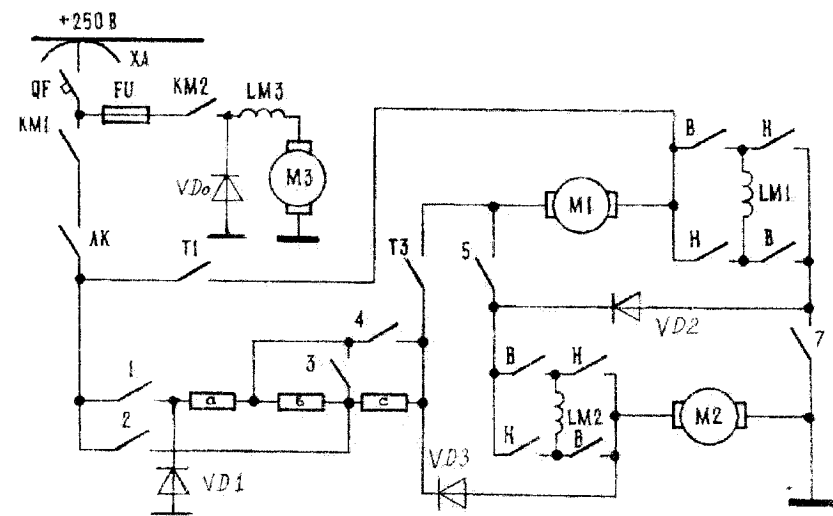 +250 В
ХА
QF
FU
КМ2
LM3
КМ1
VDo
М3
ЛК
Т1
Т3
5
М1
В
Н
LM1
Н
В
VD2
7
4
3
1
2
а
в
с
В
Н
LM2
Н
В
М2
VD1
VD3